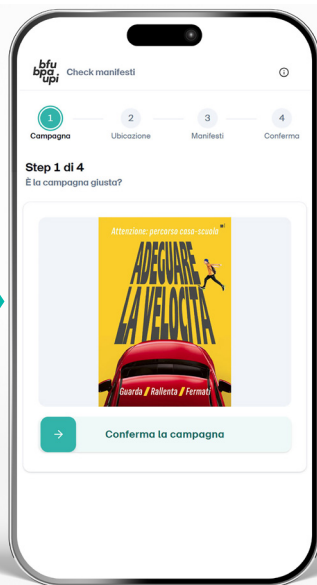 bfu
bpa
upi
Check manifesti
1
2
3
4
Campagna
Ubicazione
Manifesti
Conferma
Step 1 di 4
È la campagna giusta?
Attenzione: percorso casa-scuola
ADEGUARE
LA VELOCITÀ
Guarda / Rallenta / Fermati
Conferma la campagna